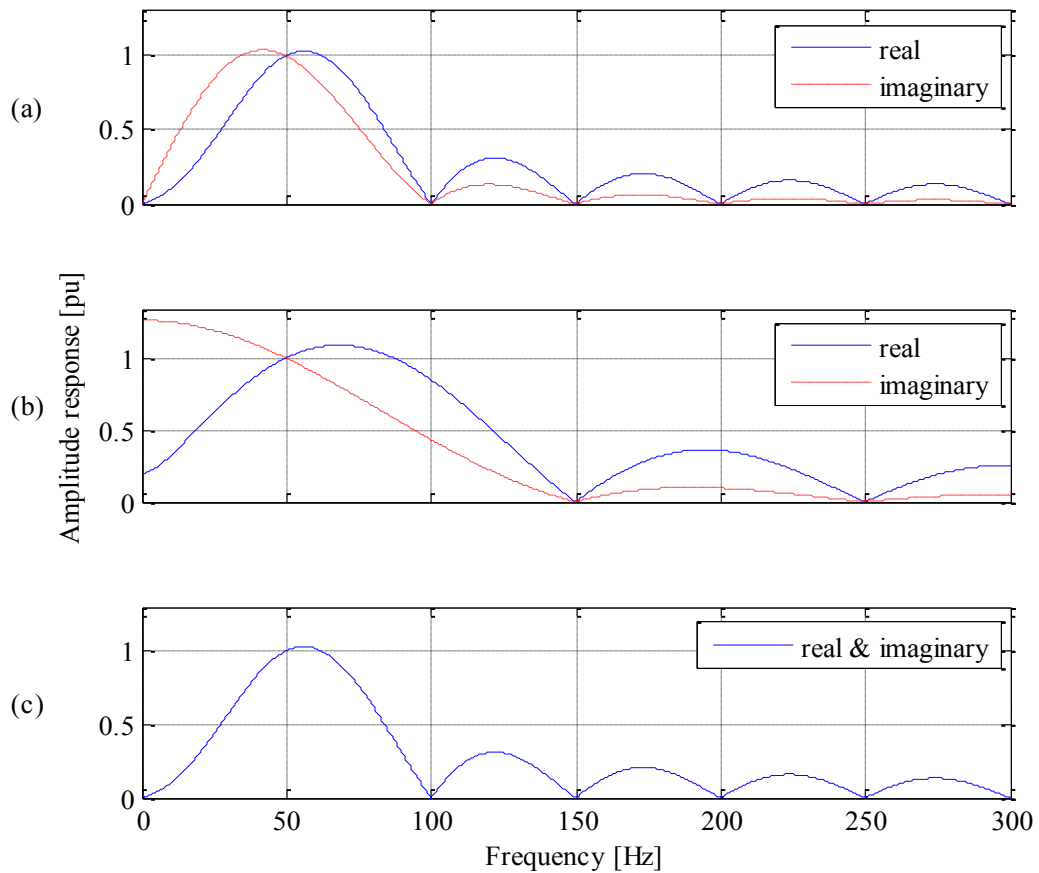 (a)
1
0.5
0
real
imaginary
Amplitude response [pu]
(b)
1
0.5
0
real
imaginary
(c)
1
0.5
0
real & imaginary
0 50 100 150 200 250 300
Frequency [Hz]